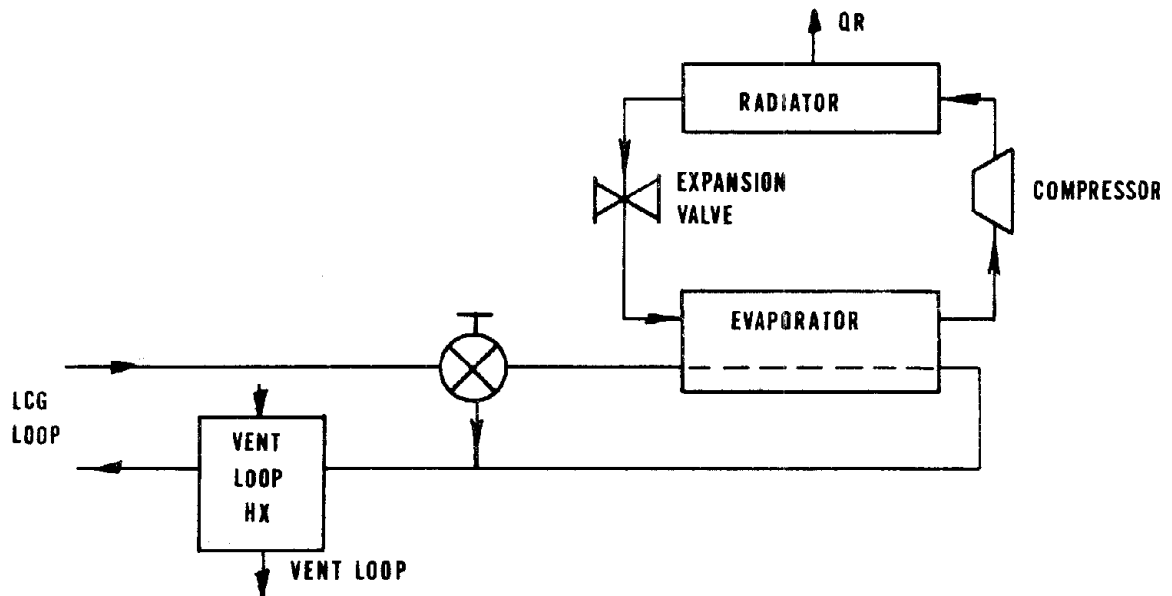 QR
RADIATOR
EXPANSION
VALVE
COMPRESSOR
EVAPORATOR
LCG
LOOP
VENT
LOOP
HX
VENT LOOP